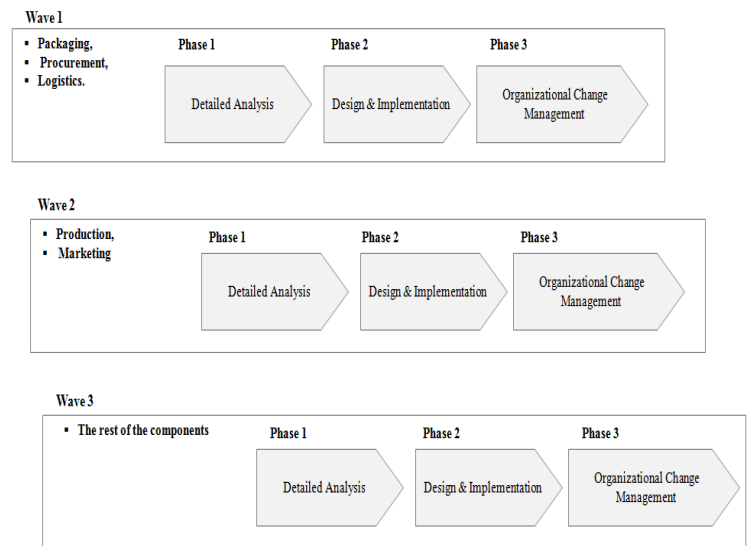 Wave 1
▪ Packaging,
▪ Procurement,
▪ Logistics.
Phase 1
Phase 2
Phase 3
Detailed Analysis
Design & Implementation
Organizational Change
Management
Wave 2
▪ Production,
▪ Marketing
Phase 1
Phase 2
Phase 3
Detailed Analysis
Design & Implementation
Organizational Change
Management
Wave 3
▪ The rest of the components
Phase 1
Phase 2
Phase 3
Detailed Analysis
Design & Implementation
Organizational Change
Management